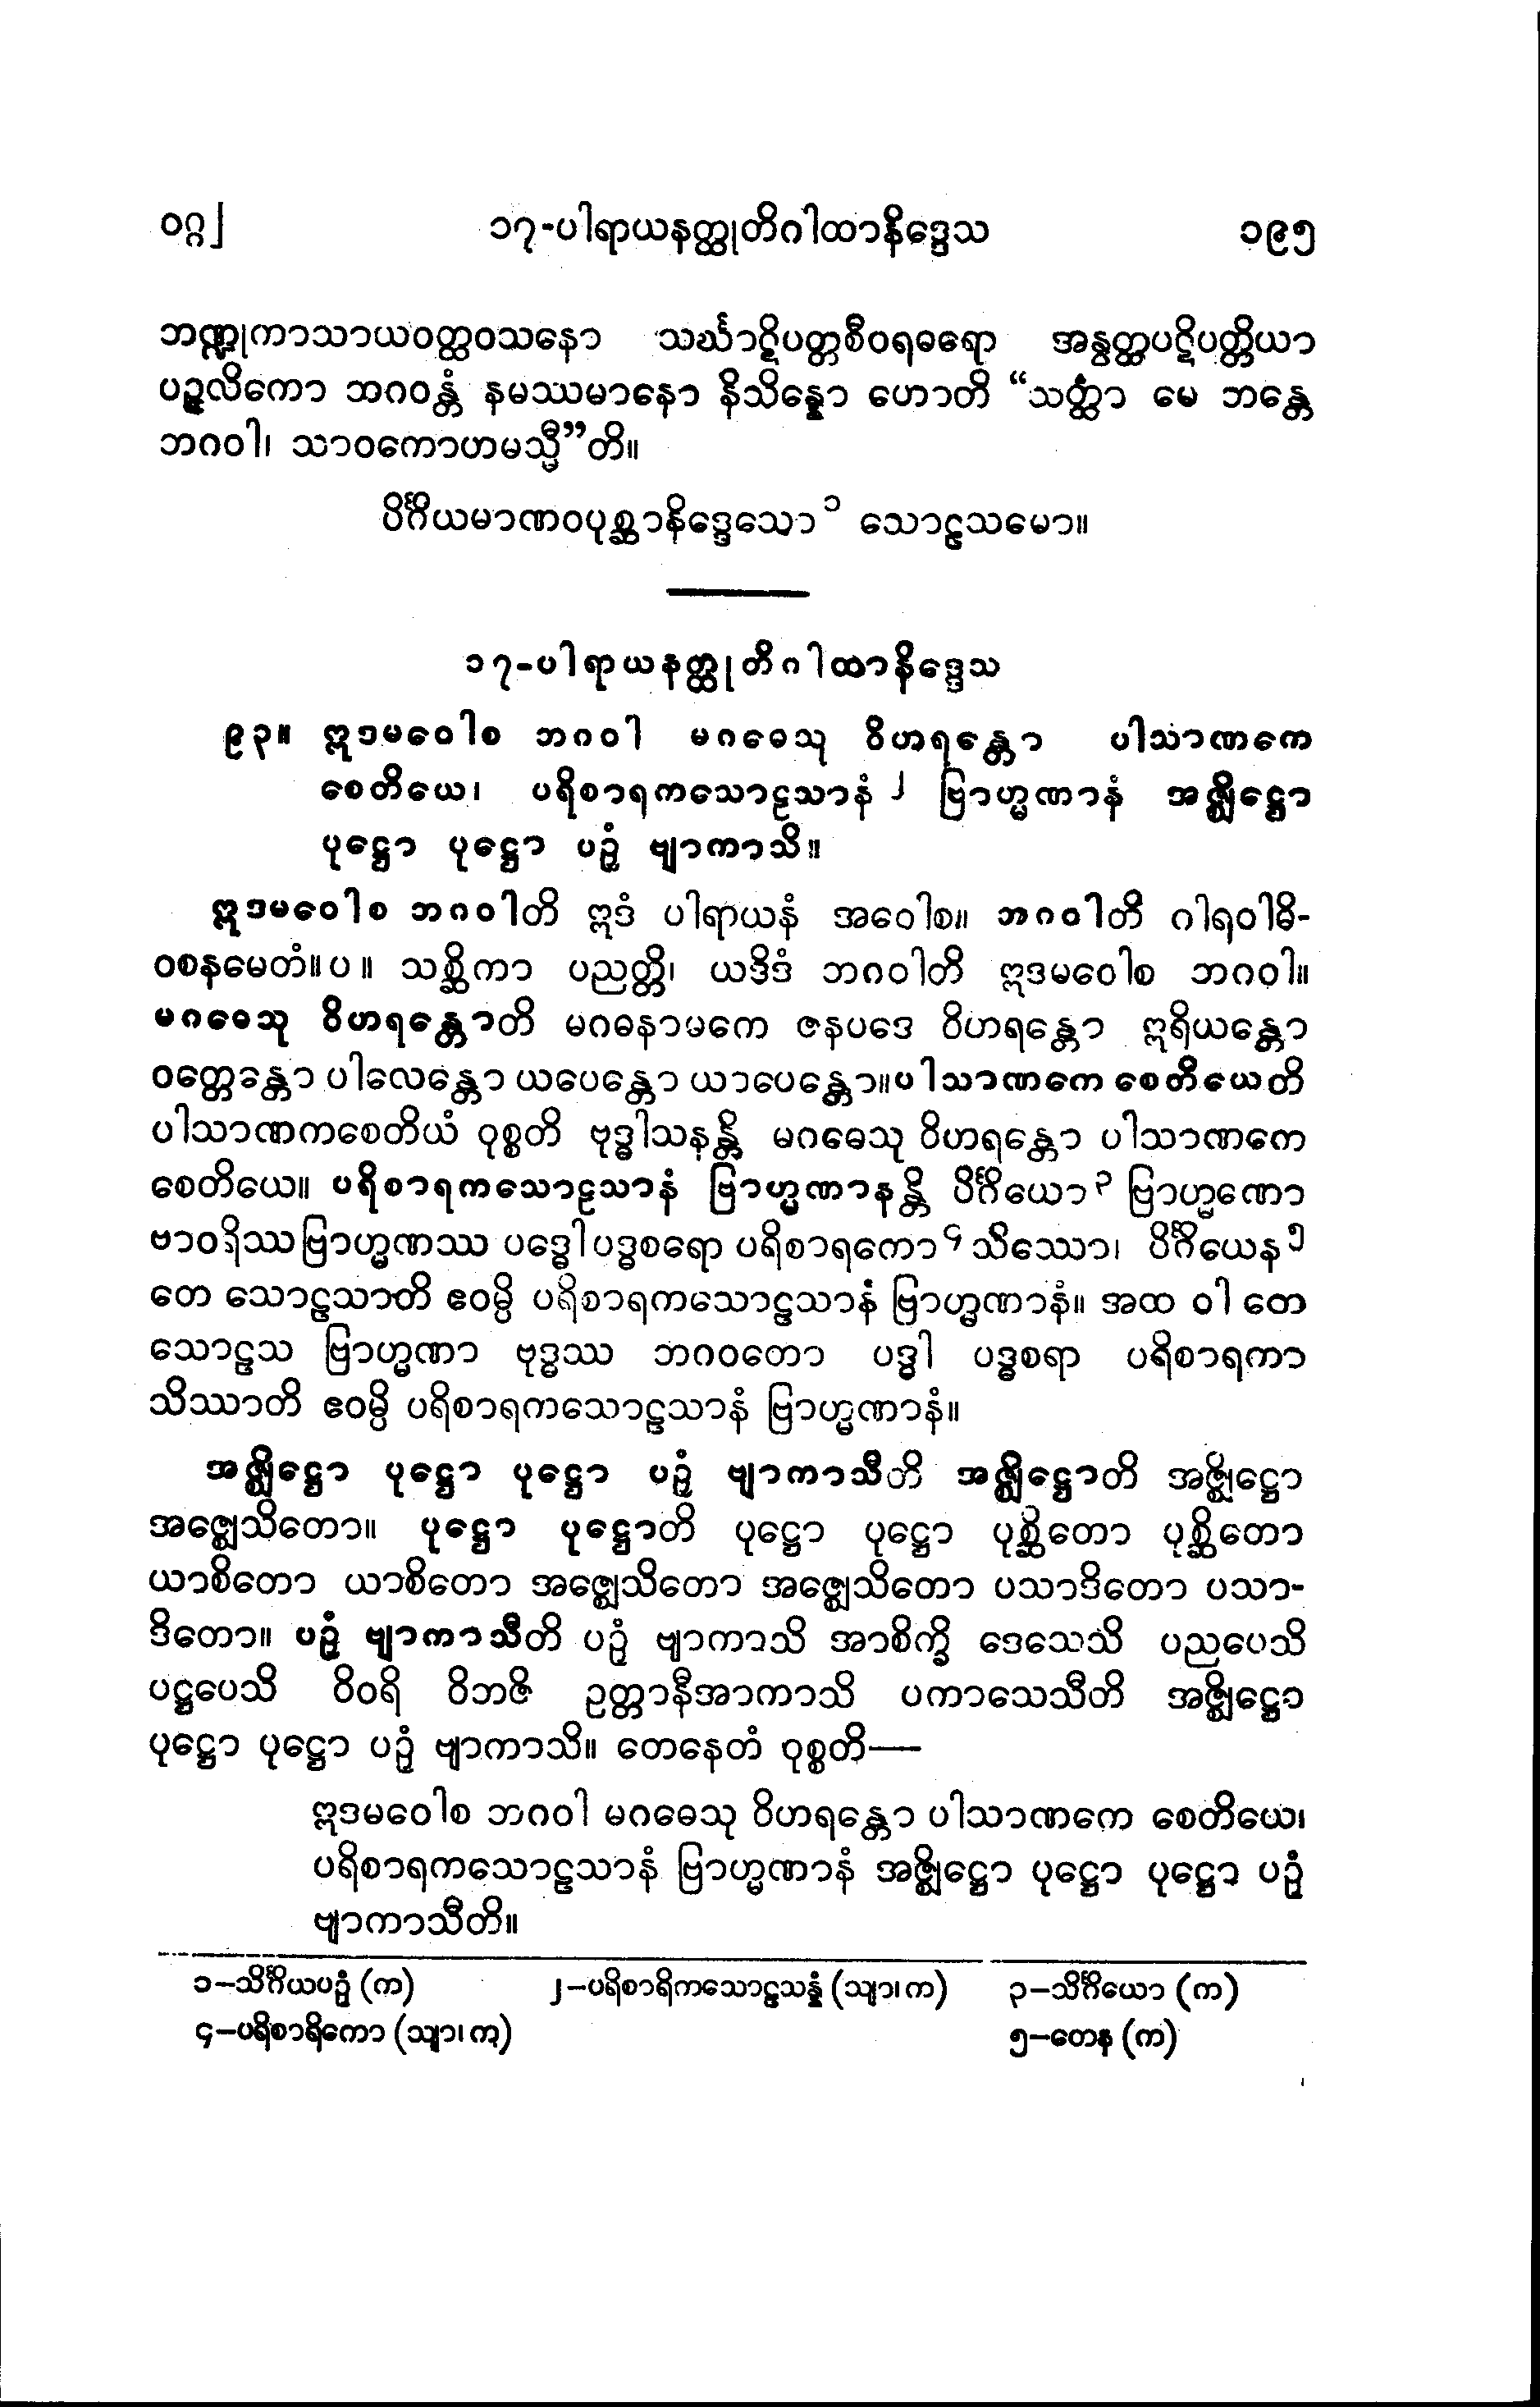 ဝဂ္ဂ]                ၁၇-ပါရာယနတ္ထုတိဂါထာနိဒ္ဒေသ                ၁၉၅
ဘဏ္ဍုကာသာယဝတ္ထဝသနော သင်္ဃာဋိပတ္တစီဝရဓရော အနွတ္ထပဋိပတ္တိယာ
ပဉ္ဇလိကော ဘဂဝန္တံ နမဿမာနော နိသိန္နော ဟောတိ “သတ္ထာ မေ ဘန္တေ
ဘဂဝါ၊ သာဝကောဟမသ္မီ”တိ။
ပိင်္ဂိယမာဏဝပုစ္ဆာနိဒ္ဒေသော ၁ သောဠသမော။
၁၇-ပါရာယနတ္ထုတိဂါထာနိဒ္ဒေသ
၉၃။ ဣဒမဝေါစ ဘဂဝါ မဂဓေသု ဝိဟရန္တော ပါသာဏကေ
စေတိယေ၊ ပရိစာရကသောဠသာနံ ၂ ဗြာဟ္မဏာနံ အဇ္ဈိဋ္ဌော
ပုဋ္ဌော ပုဋ္ဌော ပဉှံ ဗျာကာသိ။
ဣဒမဝေါစ ဘဂဝါတိ ဣဒံ ပါရာယနံ အဝေါစ။ ဘဂဝါတိ ဂါရဝါဓိ-
ဝစနမေတံ။ပ။ သစ္ဆိကာ ပညတ္တိ၊ ယဒိဒံ ဘဂဝါတိ ဣဒမဝေါစ ဘဂဝါ။
မဂဓေသု ဝိဟရန္တောတိ မဂဓနာမကေ ဇနပဒေ ဝိဟရန္တော ဣရိယန္တော
ဝတ္တေန္တော ပါလေန္တော ယပေန္တော ယာပေန္တော။ ပါသာဏကေ စေတိယေတိ
ပါသာဏကစေတိယံ ဝုစ္စတိ ဗုဒ္ဓါသနန္တိ မဂဓေသု ဝိဟရန္တော ပါသာဏကေ
စေတိယေ။ ပရိစာရကသောဠသာနံ ဗြာဟ္မဏာနန္တိ ပိင်္ဂိယော ၃ ဗြာဟ္မဏော
ဗာဝရိဿ ဗြာဟ္မဏဿ ပဒ္ဓေါ ပဒ္ဓစရော ပရိစာရကော ၄ သိဿော၊ ပိင်္ဂိယေန ၅
တေ သောဠသာတိ ဧဝမ္ပိ ပရိစာရကသောဠသာနံ ဗြာဟ္မဏာနံ။ အထ ဝါ တေ
သောဠသ ဗြာဟ္မဏာ ဗုဒ္ဓဿ ဘဂဝတော ပဒ္ဓါ ပဒ္ဓစရာ ပရိစာရကာ
သိဿာတိ ဧဝမ္ပိ ပရိစာရကသောဠသာနံ ဗြာဟ္မဏာနံ။
အဇ္ဈိဋ္ဌော ပုဋ္ဌော ပုဋ္ဌော ပဉှံ ဗျာကာသီတိ အဇ္ဈိဋ္ဌောတိ အဇ္ဈိဋ္ဌော
အဇ္ဈေသိတော။ ပုဋ္ဌော ပုဋ္ဌောတိ ပုဋ္ဌော ပုဋ္ဌော ပုစ္ဆိတော ပုစ္ဆိတော
ယာစိတော ယာစိတော အဇ္ဈေသိတော အဇ္ဈေသိတော ပသာဒိတော ပသာ-
ဒိတော။ ပဉှံ ဗျာကာသီတိ ပဉှံ ဗျာကာသိ အာစိက္ခိ ဒေသေသိ ပညပေသိ
ပဋ္ဌပေသိ ဝိဝရိ ဝိဘဇိ ဥတ္တာနီအာကာသိ ပကာသေသီတိ အဇ္ဈိဋ္ဌော
ပုဋ္ဌော ပုဋ္ဌော ပဉှံ ဗျာကာသိ။ တေနေတံ ဝုစ္စတိ—
ဣဒမဝေါစ ဘဂဝါ မဂဓေသု ဝိဟရန္တော ပါသာဏကေ စေတိယေ၊
ပရိစာရကသောဠသာနံ ဗြာဟ္မဏာနံ အဇ္ဈိဋ္ဌော ပုဋ္ဌော ပုဋ္ဌော ပဉှံ
ဗျာကာသီတိ။
၁—သိင်္ဂိယပဉှံ (က) ၂—ပရိစာရိကသောဠသန္နံ (သျာ၊ က) ၃—သိင်္ဂိယော (က)
၄—ပရိစာရိကော (သျာ၊ က) ၅—တေန (က)